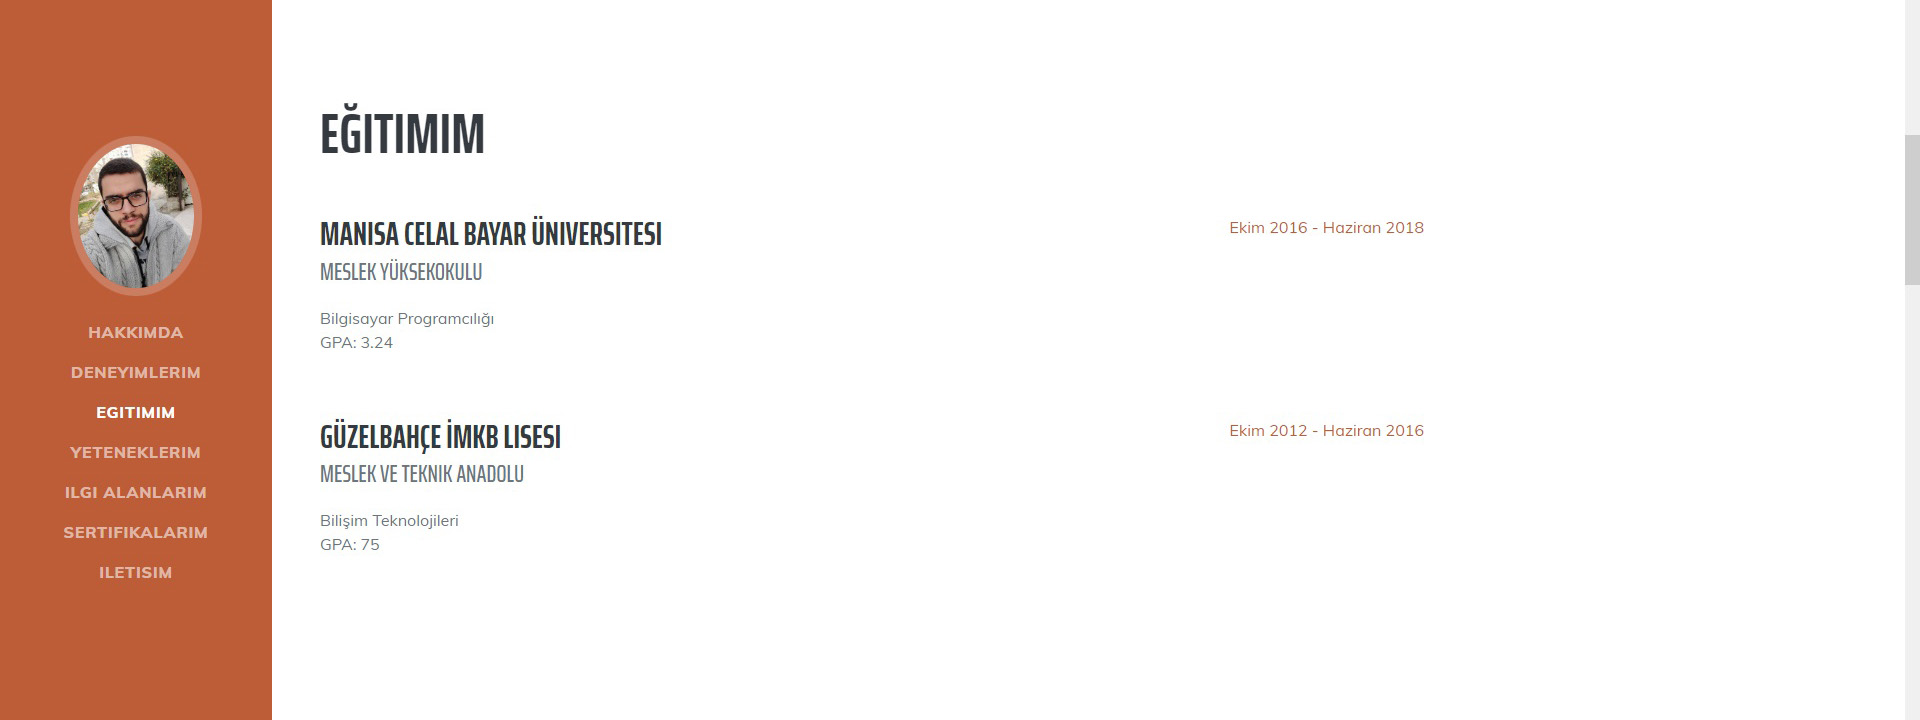 HAKKIMDA
DENEYIMLERIM
EGITIMIM
YETENEKLERIM
ILGI ALANLARIM
SERTIFIKALARIM
ILETISIM
EĞITIMIM
MANISA CELAL BAYAR ÜNIVERSITESI
Ekim 2016 - Haziran 2018
MESLEK YÜKSEKOKULU
Bilgisayar Programcılığı
GPA: 3.24
GÜZELBAHÇE İMKB LISESI
Ekim 2012 - Haziran 2016
MESLEK VE TEKNIK ANADOLU
Bilişim Teknolojileri
GPA: 75